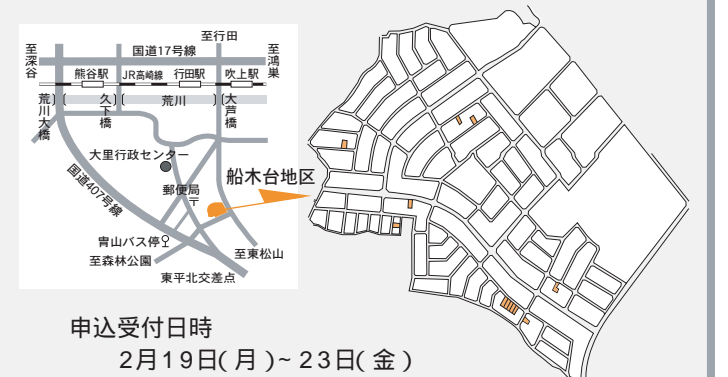 至行田
至深谷
国道17号線
至鴻巣
熊谷駅
JR高崎線
行田駅
吹上駅
荒川大橋
久下橋
荒川
大芦橋
大里行政センター
国道407号線
郵便局
〒
船木台地区
冑山バス停
至森林公園
至東松山
東平北交差点
申込受付日時
2月19日(月)~23日(金)